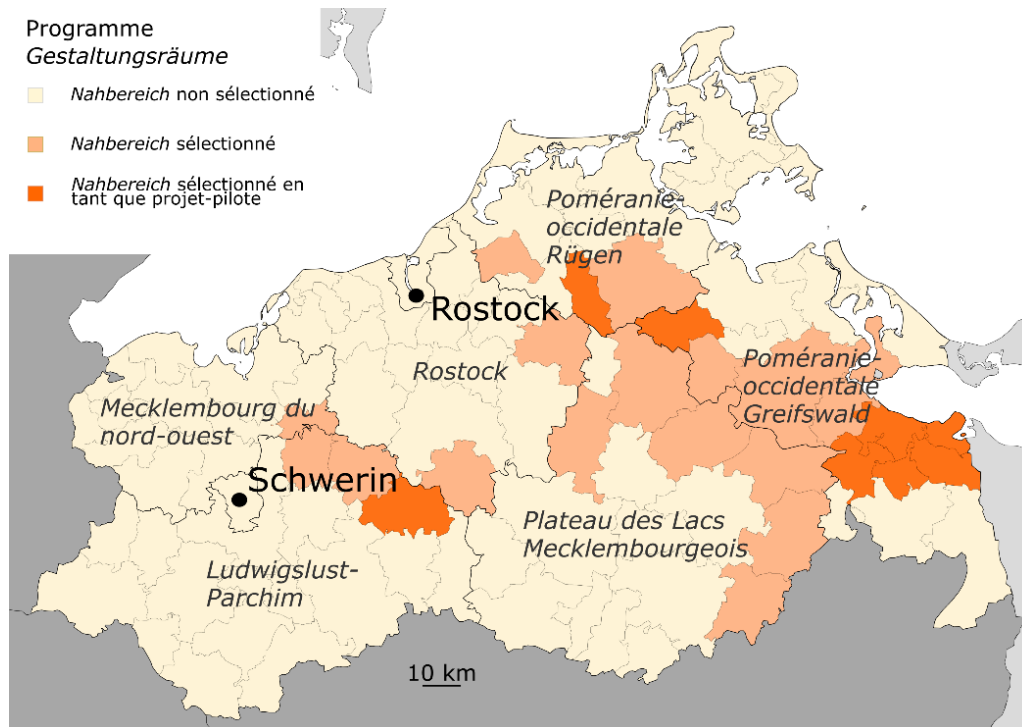 Programme
Gestaltungsräume
Nahbereich non sélectionné
Nahbereich sélectionné
Nahbereich sélectionné en
tant que projet-pilote
Poméranie-
occidentale
Rügen
Rostock
Rostock
Poméranie-
occidentale
Greifswald
Mecklembourg du
nord-ouest
Schwerin
Plateau des Lacs
Mecklembourgeois
Ludwigslust-
Parchim
10 km